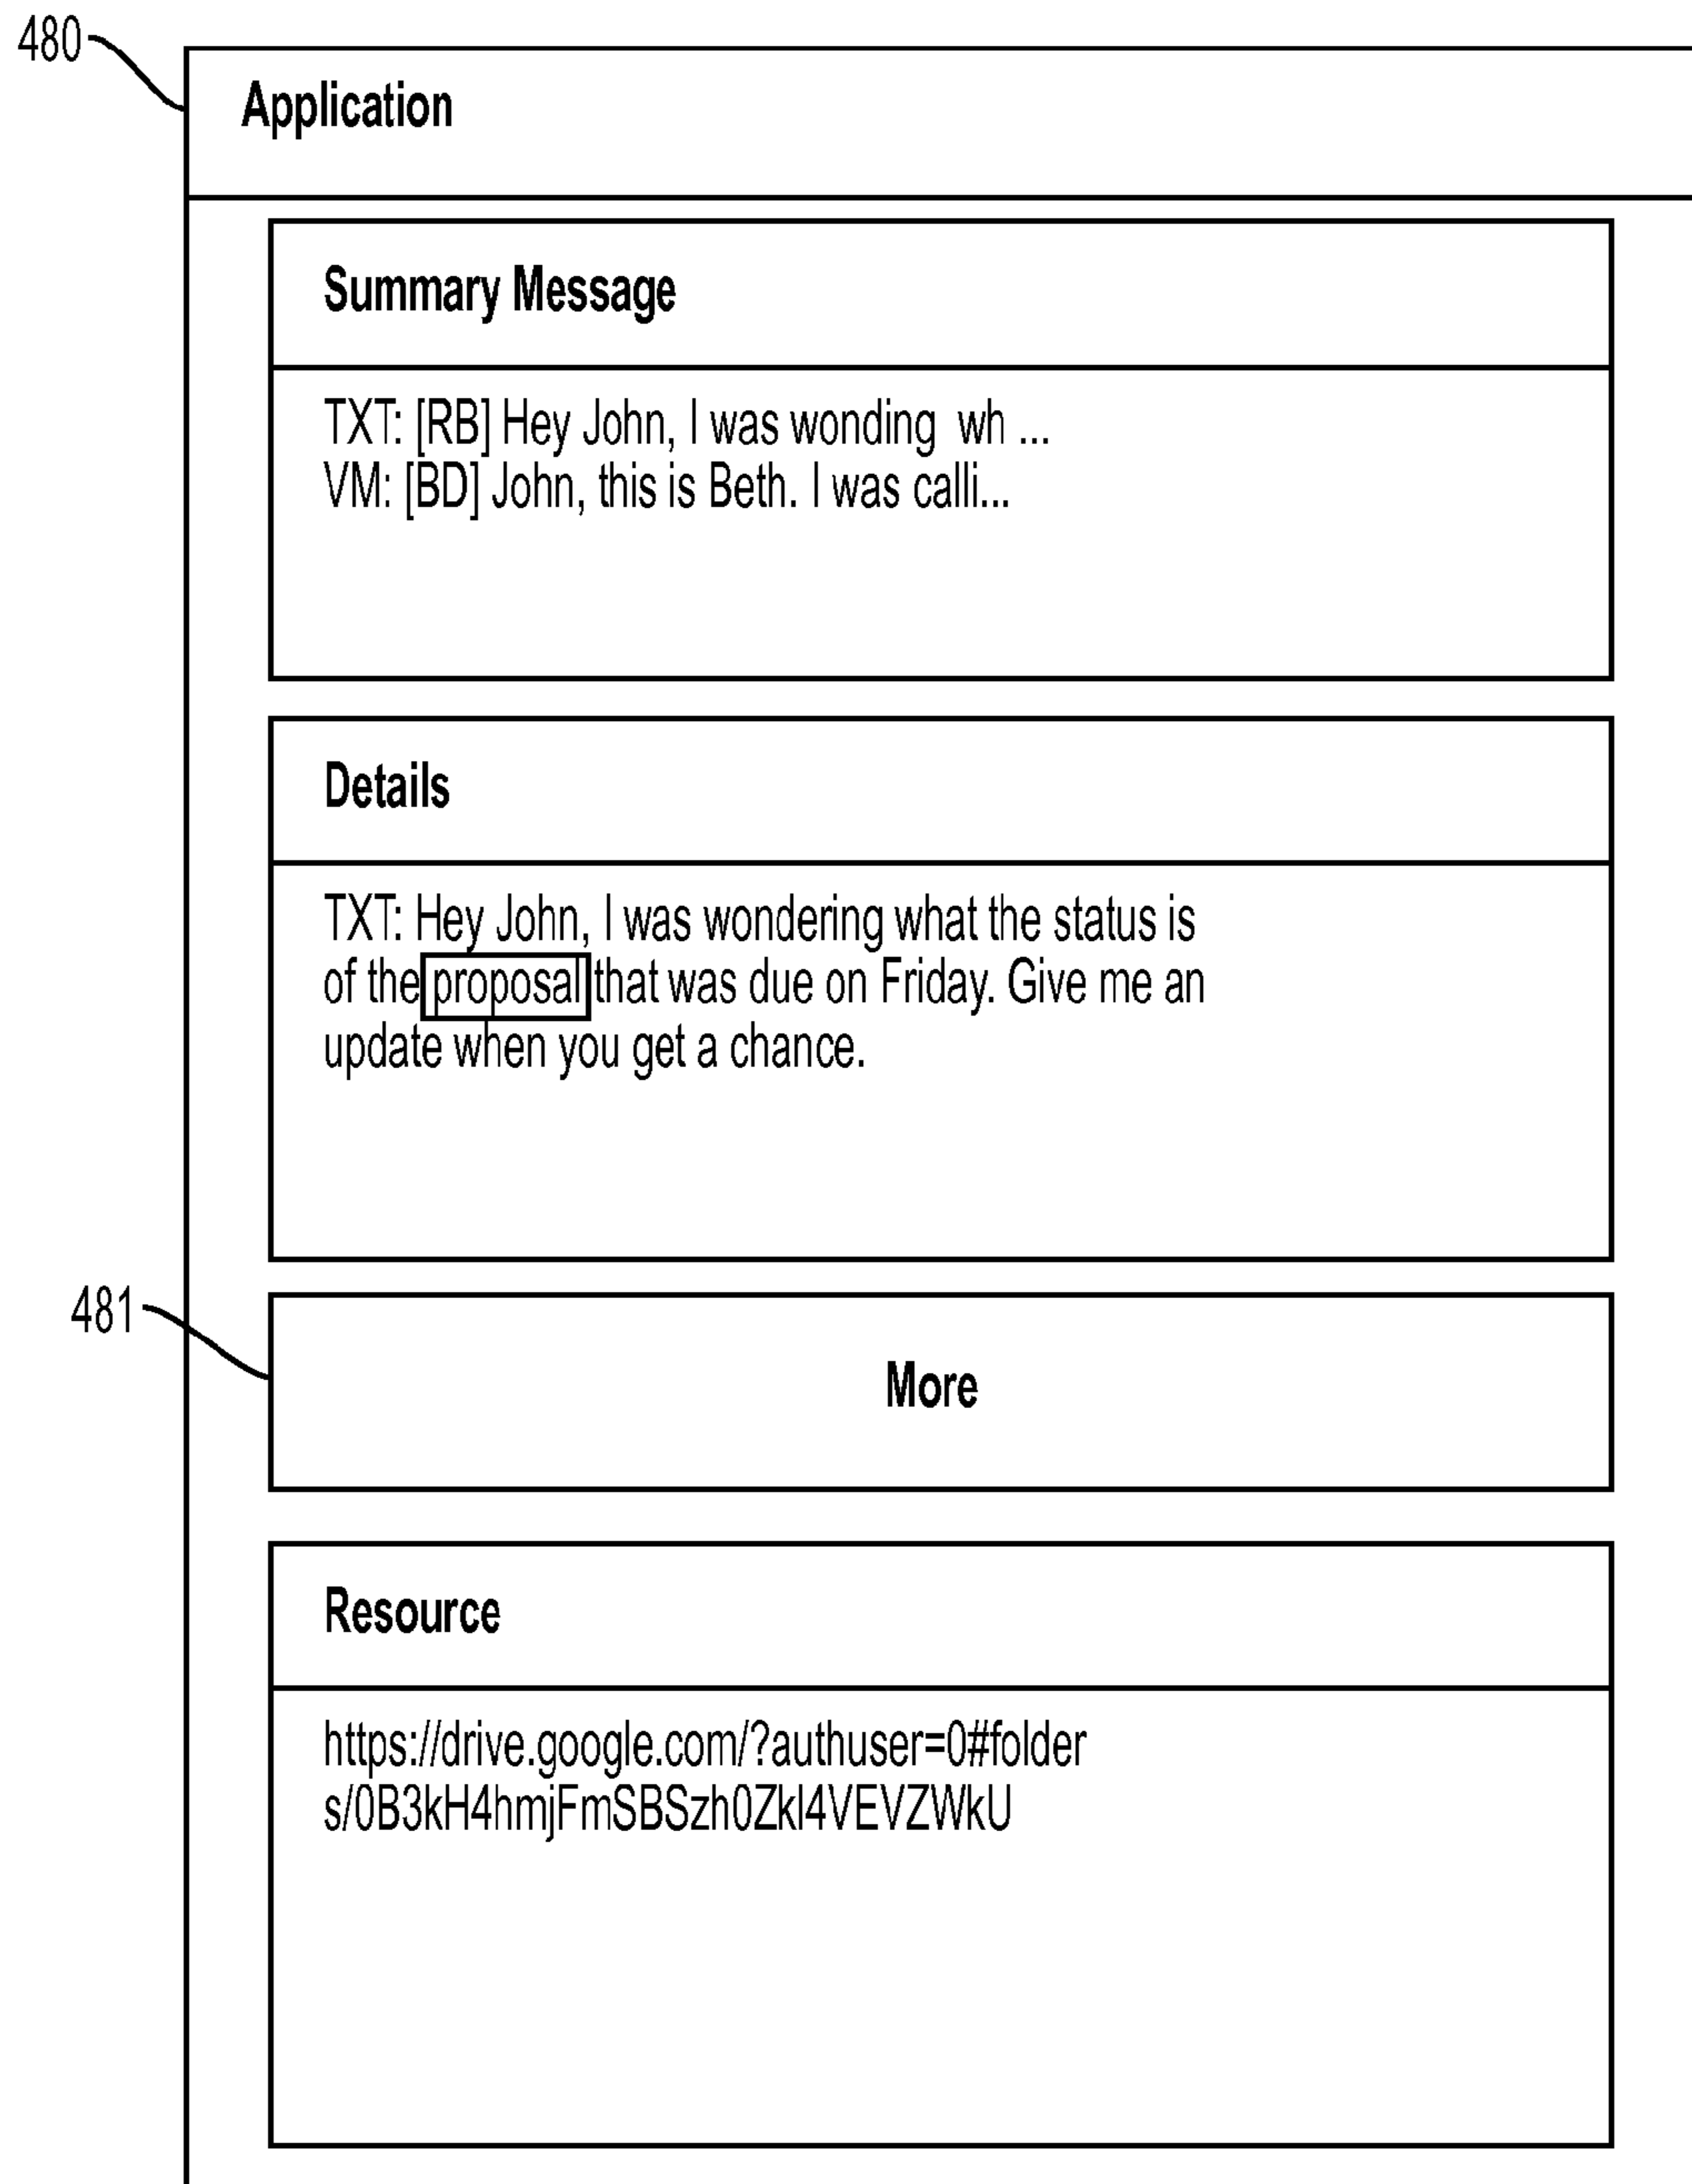 480
Application
Summary Message
TXT: [RB] Hey John, I was wonding wh ...
VM: [BD] John, this is Beth. I was calli...
Details
TXT: Hey John, I was wondering what the status is
of the proposal that was due on Friday. Give me an
update when you get a chance.
481
More
Resource
https://drive.google.com/?authuser=0#folder
s/0B3kH4hmjFmSBSzh0Zkl4VEVZWkU